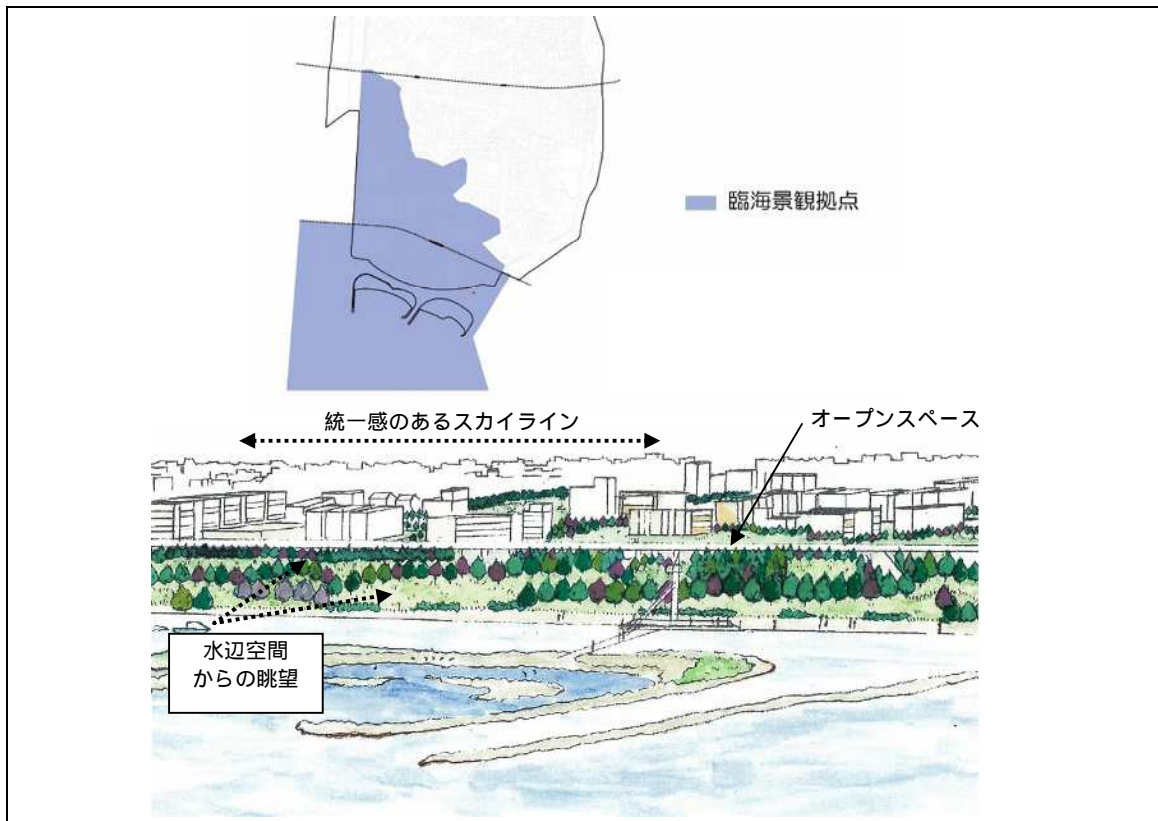 臨海景観拠点
統一感のあるスカイライン
オープンスペース
水辺空間
からの眺望